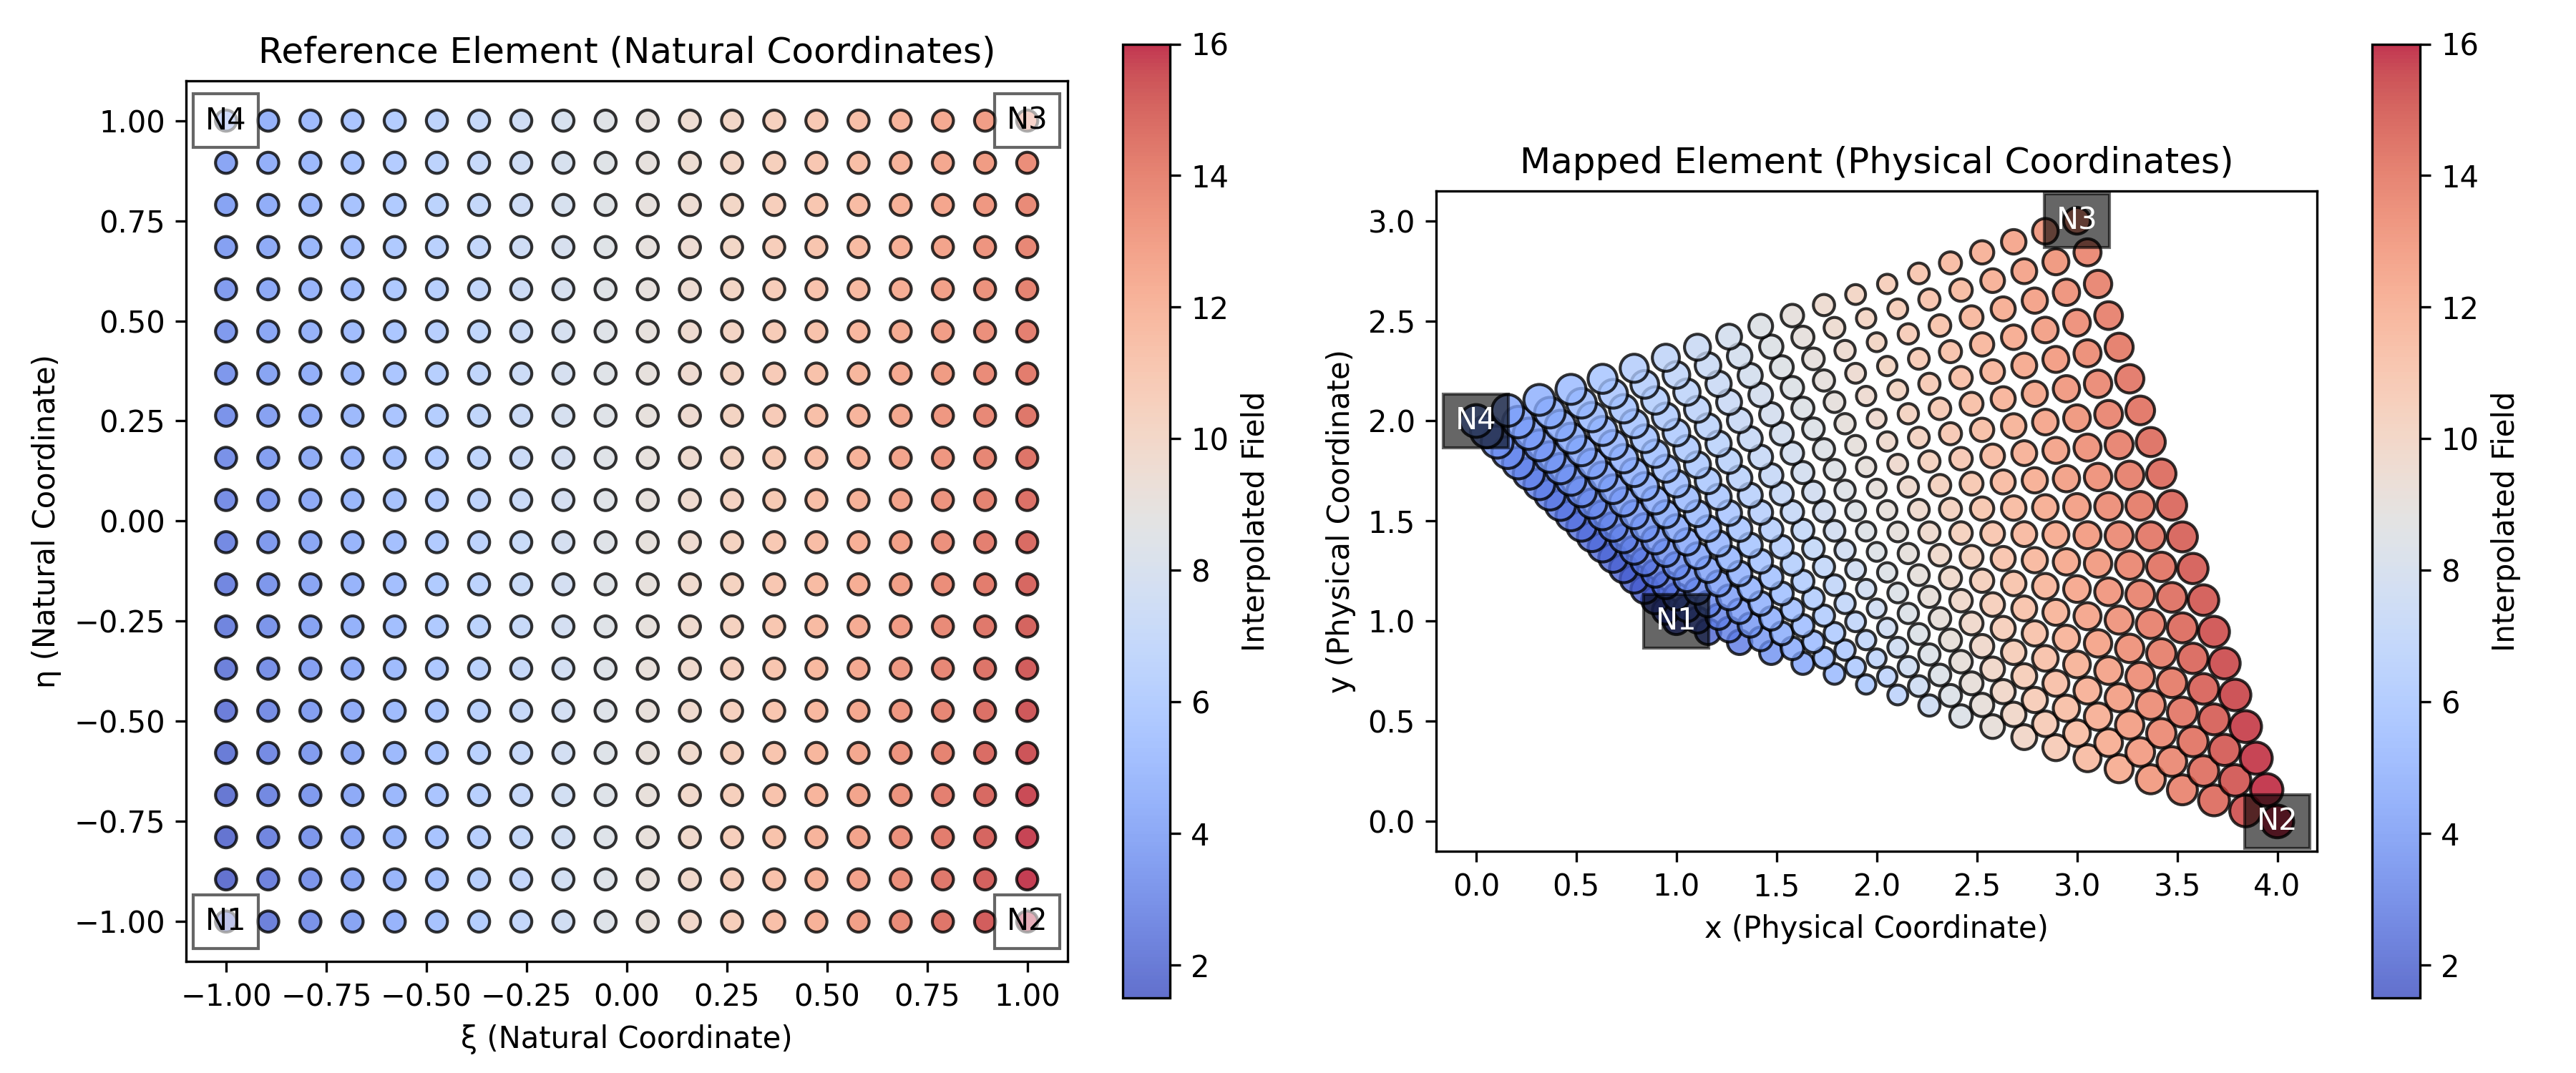 Reference Element (Natural Coordinates)
N4
N3
N1
N2
1.00
0.75
0.50
0.25
0.00
−0.25
−0.50
−0.75
−1.00
η (Natural Coordinate)
−1.00 −0.75 −0.50 −0.25 0.00 0.25 0.50 0.75 1.00
ξ (Natural Coordinate)
16
14
12
10
8
6
4
2
Interpolated Field
Mapped Element (Physical Coordinates)
N3
N4
N1
N2
3.0
2.5
2.0
1.5
1.0
0.5
0.0
y (Physical Coordinate)
0.0 0.5 1.0 1.5 2.0 2.5 3.0 3.5 4.0
x (Physical Coordinate)
16
14
12
10
8
6
4
2
Interpolated Field